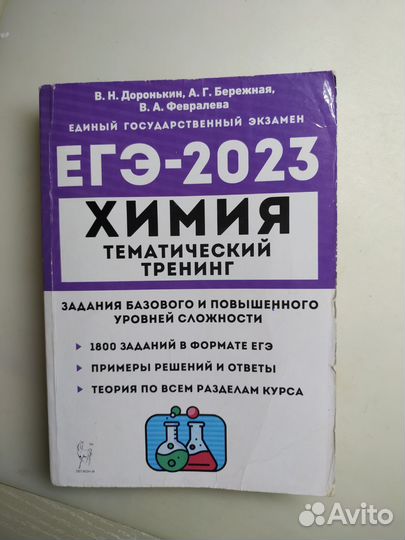 В. Н. Доронькин, А. Г. Бережная,
В. А. Февралева
ЕДИНЫЙ ГОСУДАРСТВЕННЫЙ ЭКЗАМЕН
ЕГЭ-2023
ХИМИЯ
ТЕМАТИЧЕСКИЙ
ТРЕНИНГ
ЗАДАНИЯ БАЗОВОГО И ПОВЫШЕННОГО
УРОВНЕЙ СЛОЖНОСТИ
1800 ЗАДАНИЙ В ФОРМАТЕ ЕГЭ
ПРИМЕРЫ РЕШЕНИЙ И ОТВЕТЫ
ТЕОРИЯ ПО ВСЕМ РАЗДЕЛАМ КУРСА
Avito